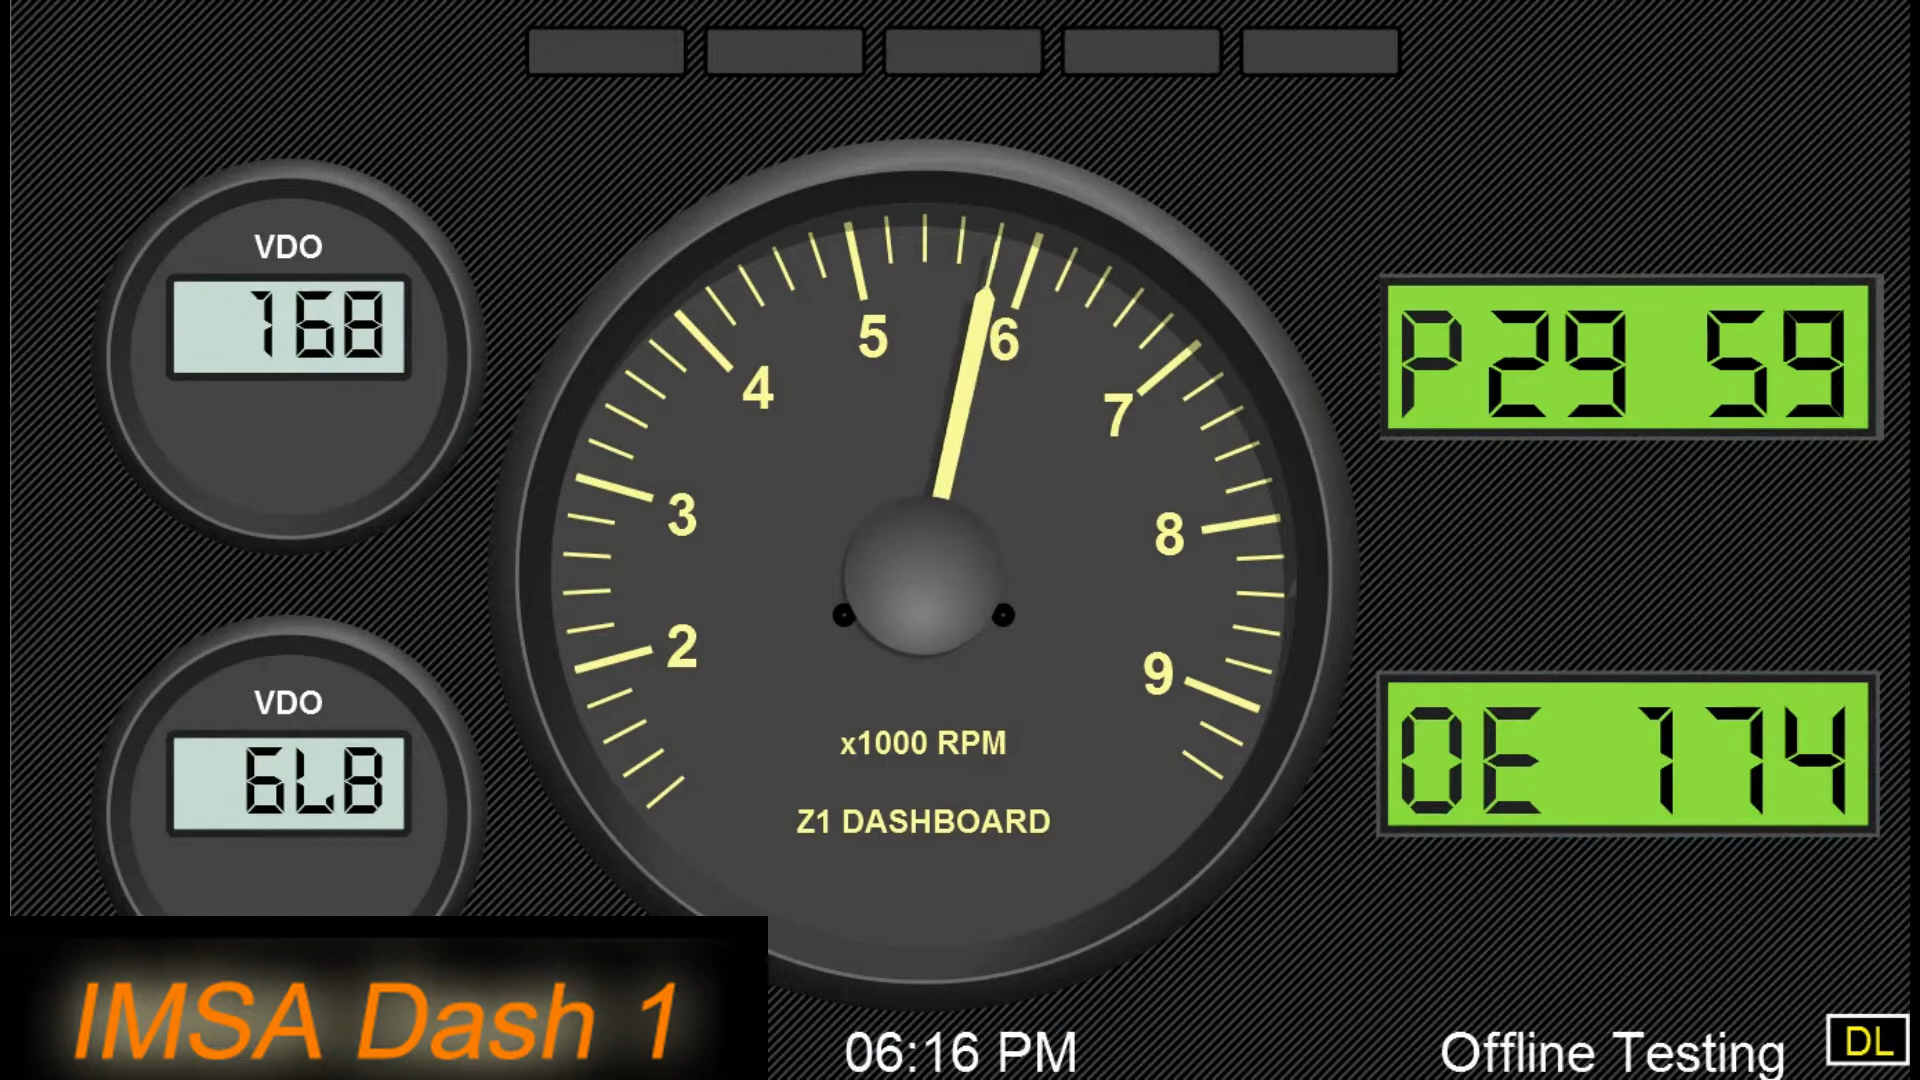 VDO
168
VDO
6L8
2
3
4
5
6
7
8
9
x1000 RPM
Z1 DASHBOARD
P29 59
OE 174
IMSA Dash 1
06:16 PM
Offline Testing
DL